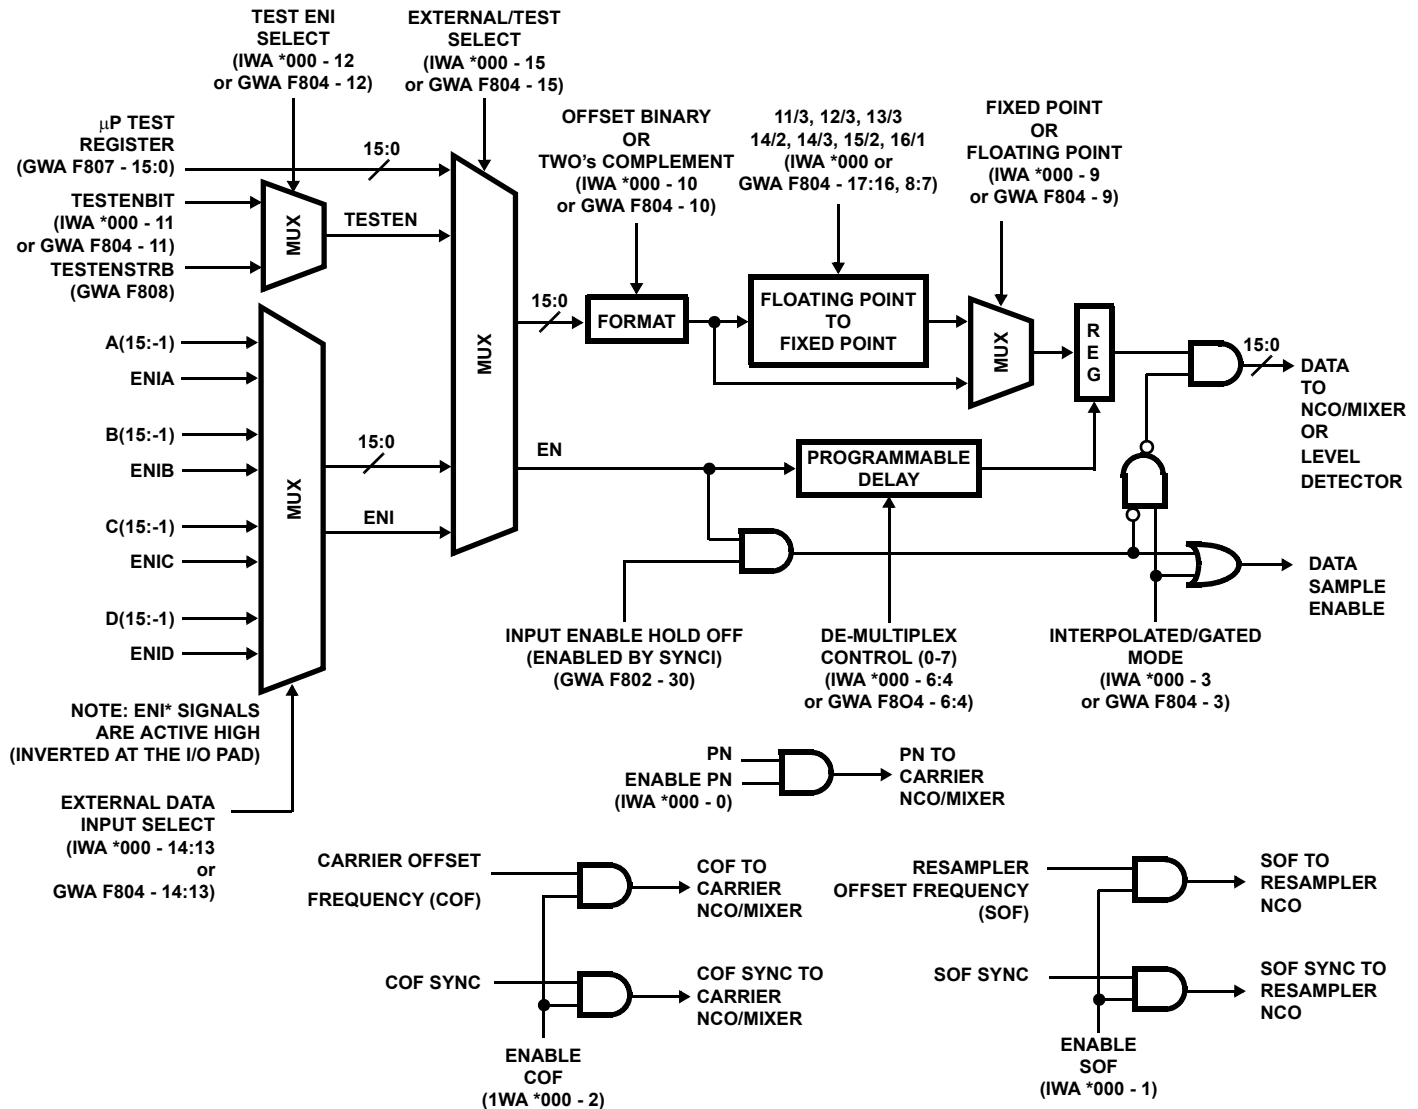 TEST ENI
SELECT
(IWA *000 - 12
or GWA F804 - 12)
EXTERNAL/TEST
SELECT
(IWA *000 - 15
or GWA F804 - 15)
µP TEST
REGISTER
(GWA F807 - 15:0)
15:0
TESTENBIT
(IWA *000 - 11
or GWA F804 - 11)
TESTENSTRB
(GWA F808)
MUX
TESTEN
OFFSET BINARY
OR
TWO's COMPLEMENT
(IWA *000 - 10
or GWA F804 - 10)
11/3, 12/3, 13/3
14/2, 14/3, 15/2, 16/1
(IWA *000 or
GWA F804 - 17:16, 8:7)
FIXED POINT
OR
FLOATING POINT
(IWA *000 - 9
or GWA F804 - 9)
A(15:-1)
ENIA
B(15:-1)
ENIB
C(15:-1)
ENIC
D(15:-1)
ENID
MUX
15:0
ENI
MUX
15:0
FORMAT
FLOATING POINT
TO
FIXED POINT
MUX
R
E
G
15:0
DATA
TO
NCO/MIXER
OR
LEVEL
DETECTOR
EN
PROGRAMMABLE
DELAY
DATA
SAMPLE
ENABLE
INPUT ENABLE HOLD OFF
(ENABLED BY SYNCI)
(GWA F802 - 30)
DE-MULTIPLEX
CONTROL (0-7)
(IWA *000 - 6:4
or GWA F8O4 - 6:4)
INTERPOLATED/GATED
MODE
(IWA *000 - 3
or GWA F804 - 3)
NOTE: ENI* SIGNALS
ARE ACTIVE HIGH
(INVERTED AT THE I/O PAD)
EXTERNAL DATA
INPUT SELECT
(IWA *000 - 14:13
or
GWA F804 - 14:13)
PN
ENABLE PN
(IWA *000 - 0)
PN TO
CARRIER
NCO/MIXER
CARRIER OFFSET
FREQUENCY (COF)
COF TO
CARRIER
NCO/MIXER
COF SYNC
COF SYNC TO
CARRIER
NCO/MIXER
ENABLE
COF
(1WA *000 - 2)
RESAMPLER
OFFSET FREQUENCY
(SOF)
SOF TO
RESAMPLER
NCO
SOF SYNC
SOF SYNC TO
RESAMPLER
NCO
ENABLE
SOF
(IWA *000 - 1)